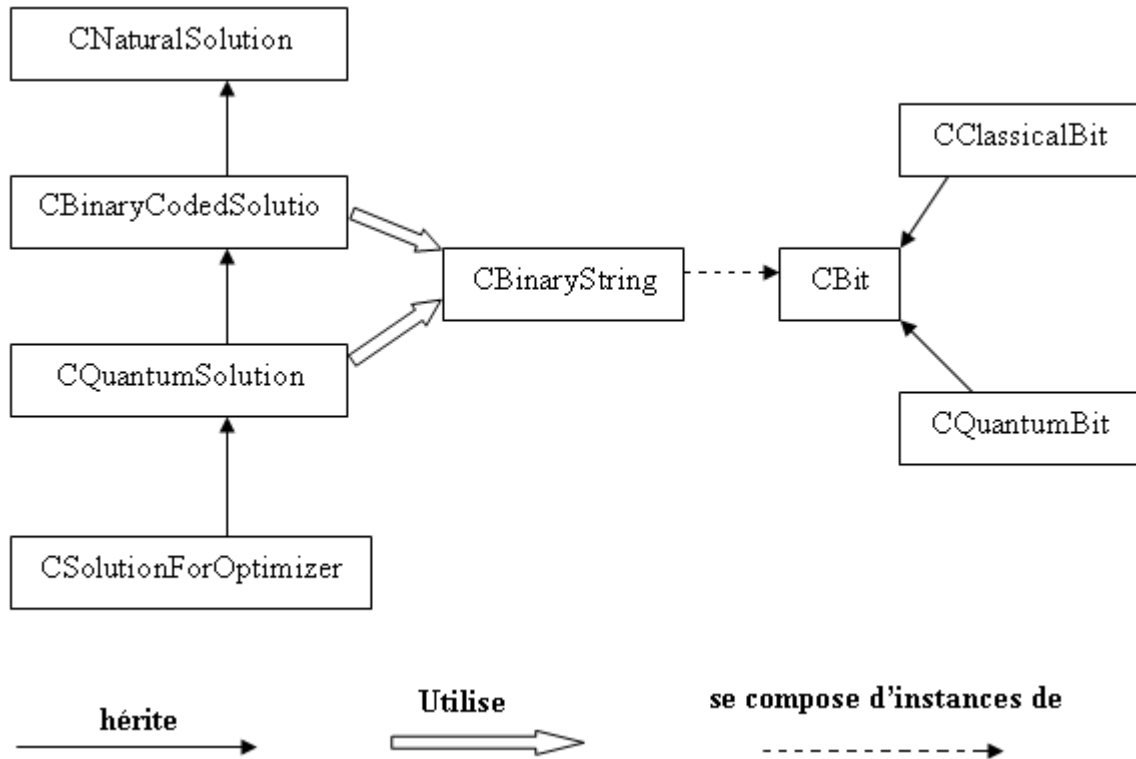 CNaturalSolution
CClassicalBit
CBinaryCodedSolutio
CBinaryString
CBit
CQuantumSolution
CQuantumBit
CSolutionForOptimizer
hérite
Utilise
se compose d'instances de